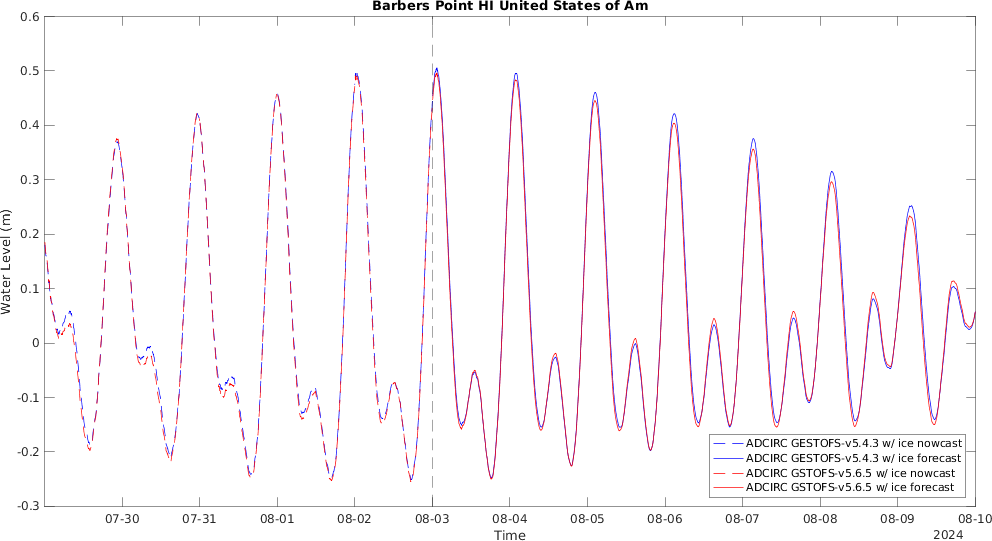 Barbers Point HI United States of Am
0.6
0.5
0.4
0.3
0.2
0.1
0
-0.1
-0.2
-0.3
Water Level (m)
ADCIRC GESTOFS-v5.4.3 w/ ice nowcast
ADCIRC GESTOFS-v5.4.3 w/ ice forecast
ADCIRC GSTOFS-v5.6.5 w/ ice nowcast
ADCIRC GSTOFS-v5.6.5 w/ ice forecast
07-30 07-31 08-01 08-02 08-03 08-04 08-05 08-06 08-07 08-08 08-09 08-10
Time
2024